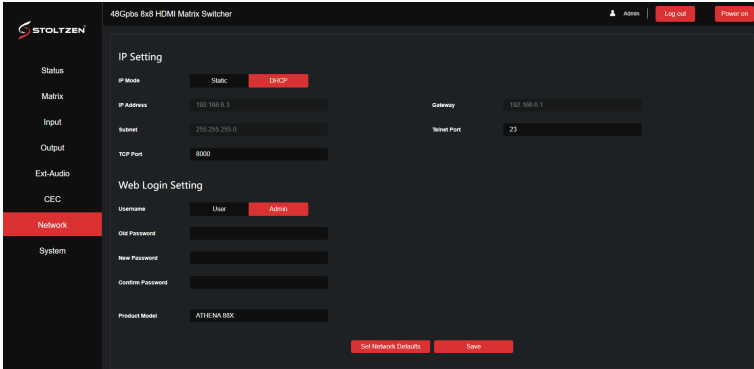 STOLTZEN
48Gpbs 8x8 HDMI Matrix Switcher
Admin
Log out
Power on
Status
Matrix
Input
Output
Ext-Audio
CEC
Network
System
IP Setting
IP Mode Static DHCP
IP Address 192.168.6.3 Gateway 192.168.6.1
Subnet 255.255.255.0 Telnet Port 23
TCP Port 8000
Web Login Setting
Username User Admin
Old Password
New Password
Confirm Password
Product Model ATHENA 88X
Set Network Defaults Save